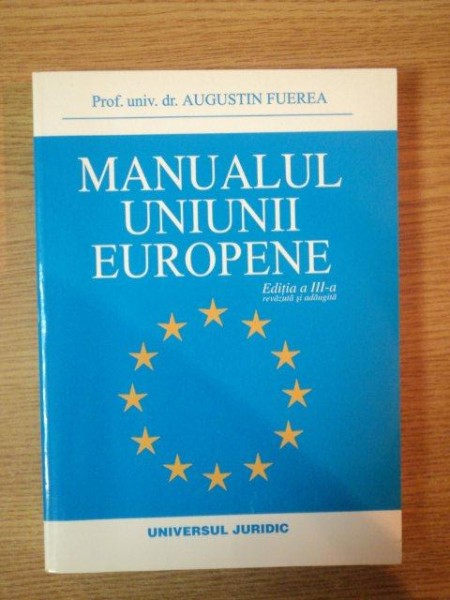 Prof. univ. dr. AUGUSTIN FUEREA
MANUALUL
UNIUNII
EUROPENE
Ediția a III-a
revăzută și adăugită
UNIVERSUL JURIDIC